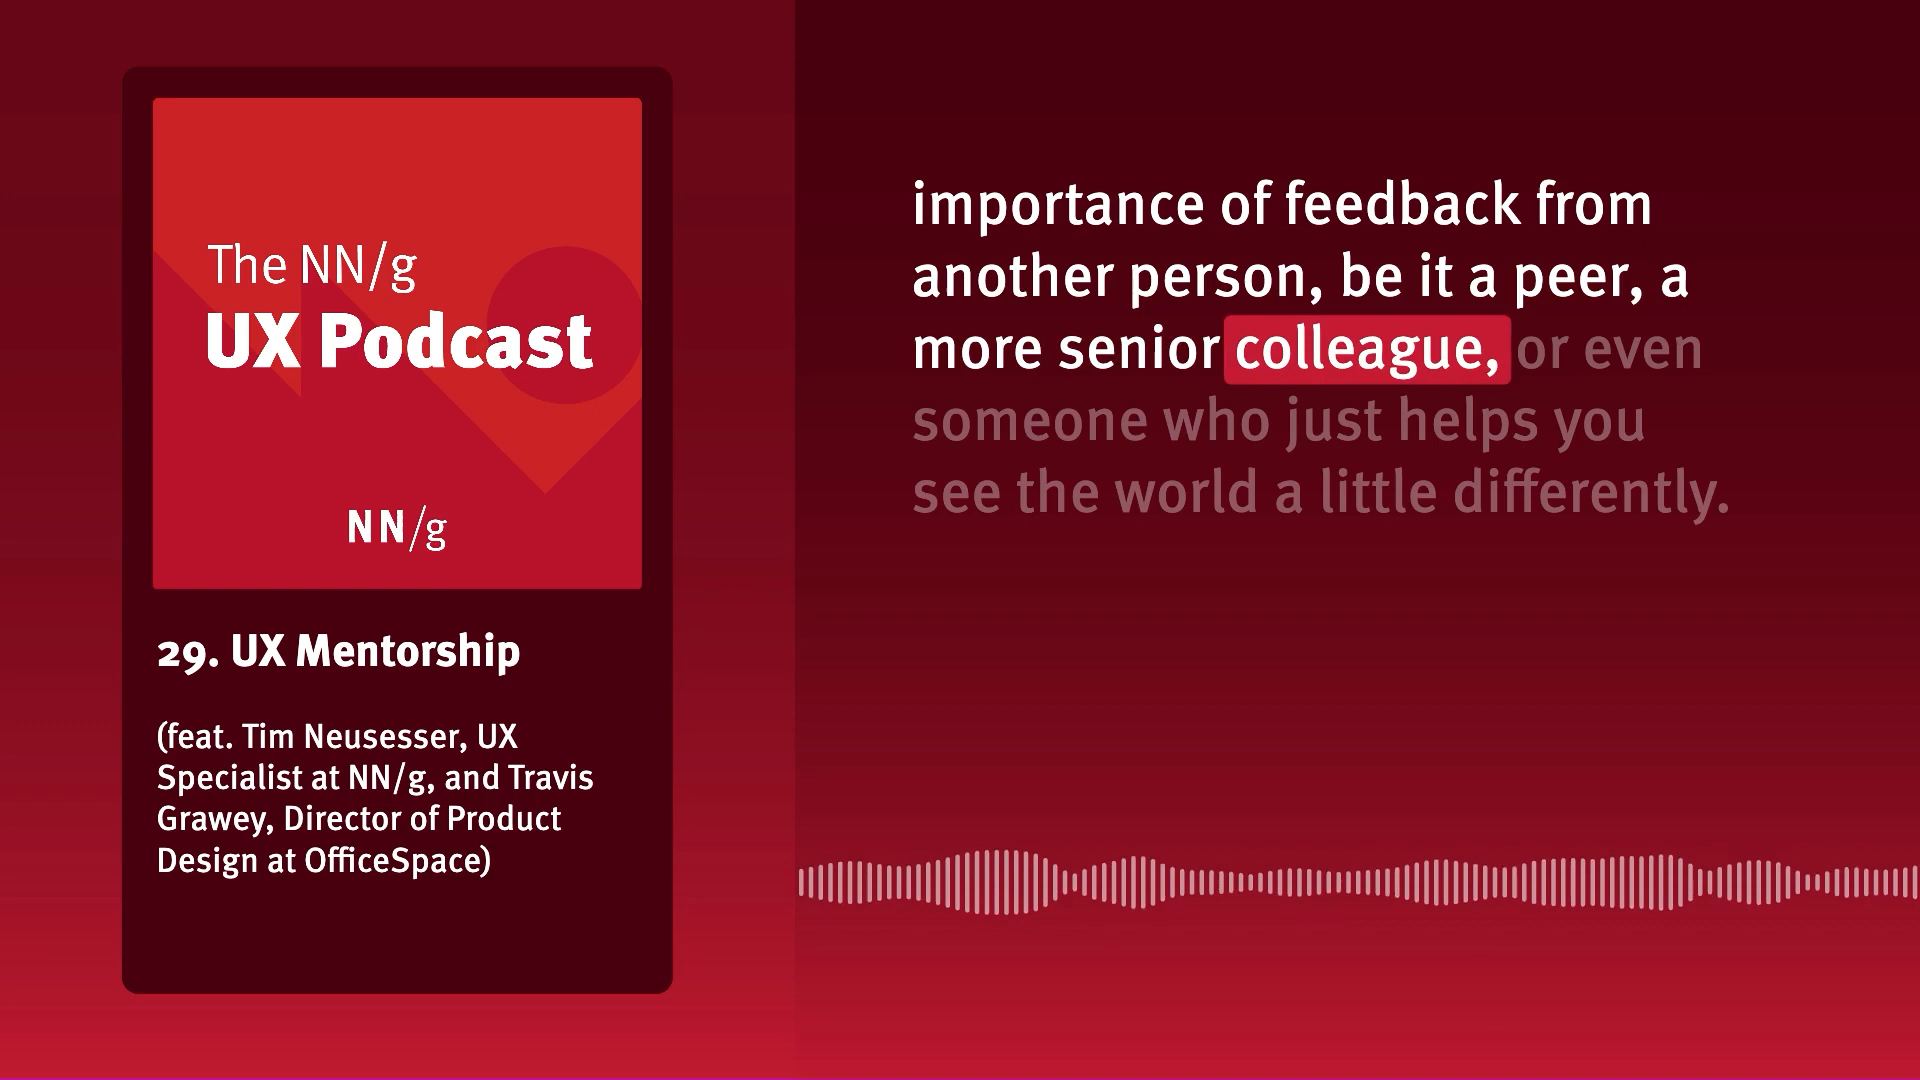 The NN/g
UX Podcast
NN/g
29. UX Mentorship
(feat. Tim Neusesser, UX
Specialist at NN/g, and Travis
Grawey, Director of Product
Design at OfficeSpace)
importance of feedback from
another person, be it a peer, a
more senior colleague, or even
someone who just helps you
see the world a little differently.